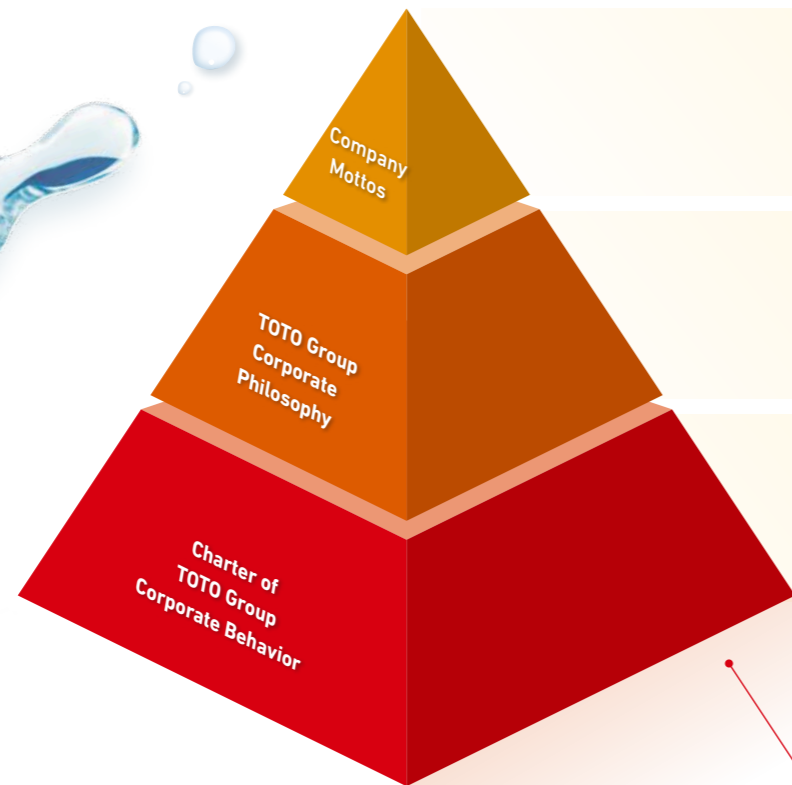 Company
Mottos
TOTO Group
Corporate
Philosophy
Charter of
TOTO Group
Corporate Behavior